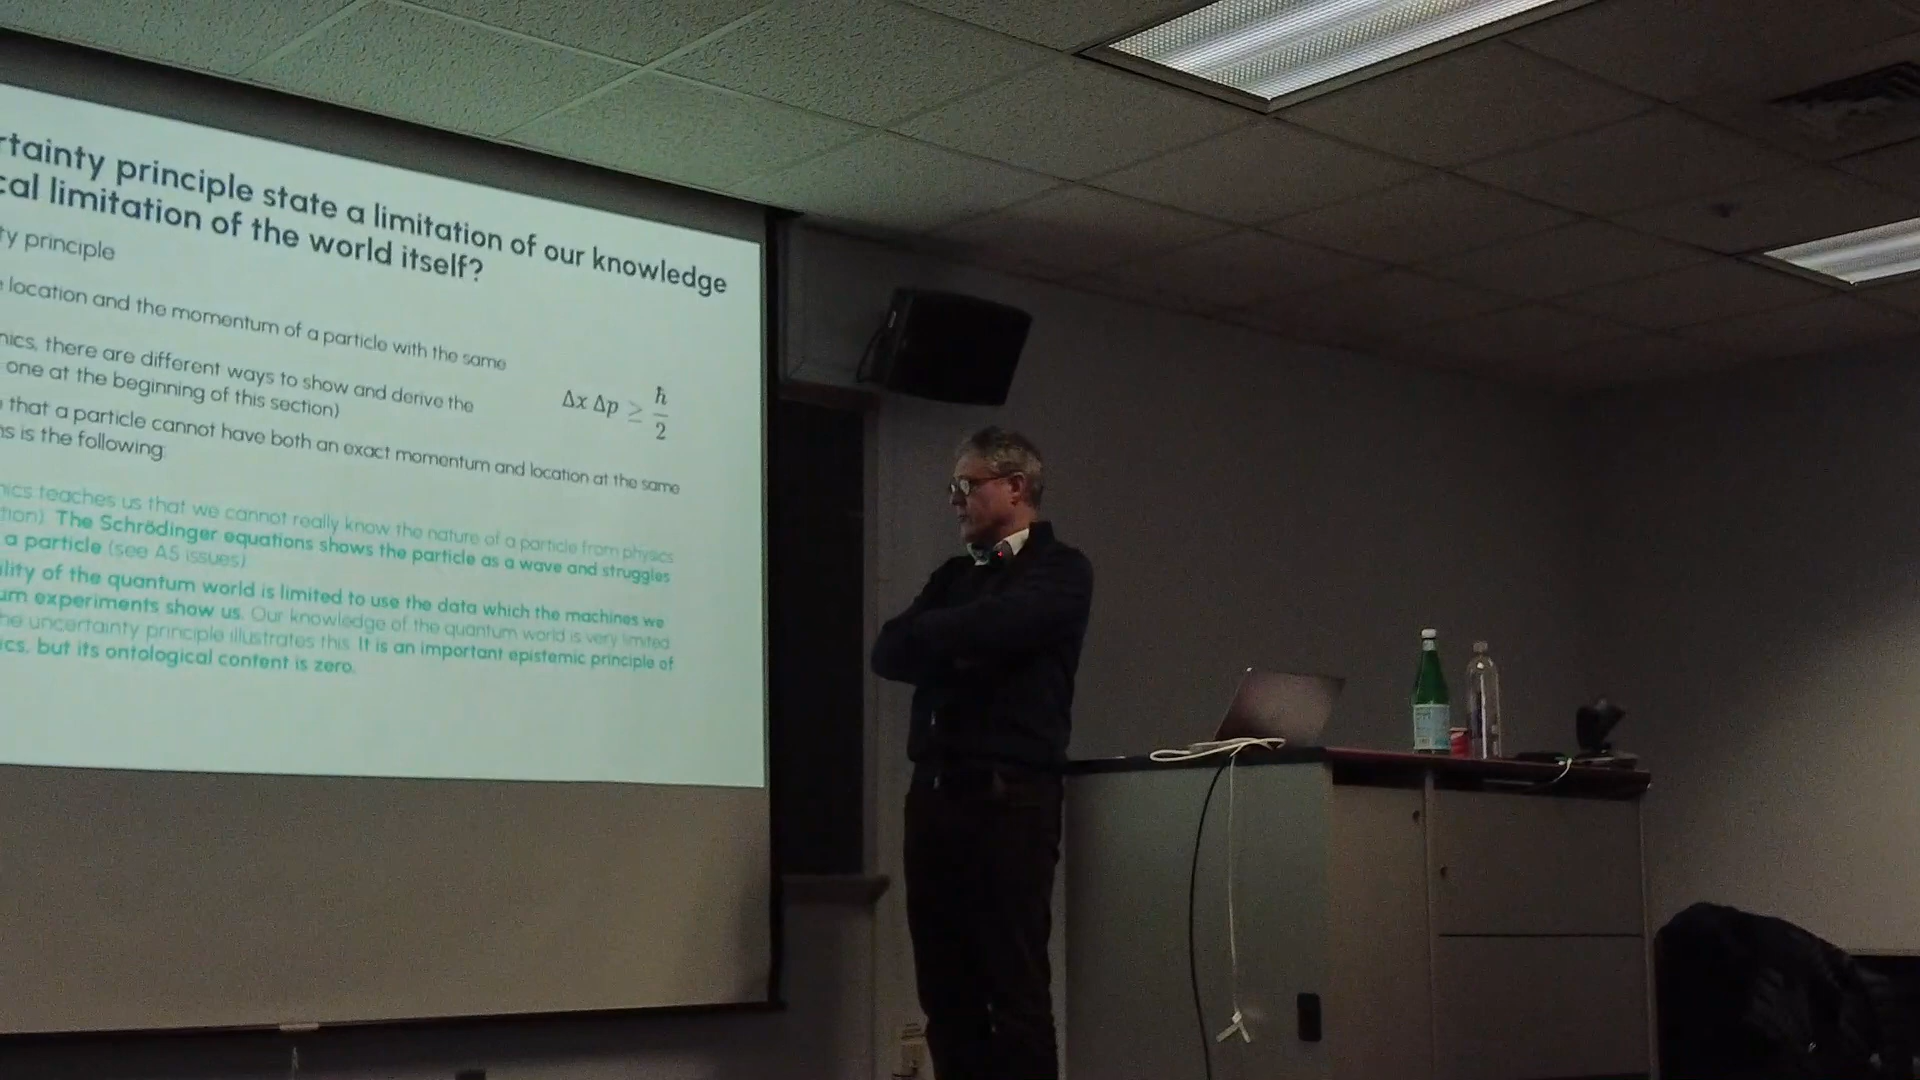 rtainty principle state a limitation of our knowledge
cal limitation of the world itself?
ty principle
location and the momentum of a particle with the same
nics, there are different ways to show and derive the
one at the beginning of this section)
Δx Δp ≥ ħ/2
that a particle cannot have both an exact momentum and location at the same
ns is the following:
nics teaches us that we cannot really know the nature of a particle from physics
tion). The Schrödinger equations shows the particle as a wave and struggles
a particle (see A5 issues).
lity of the quantum world is limited to use the data which the machines we
um experiments show us. Our knowledge of the quantum world is very limited
he uncertainty principle illustrates this. It is an important epistemic principle of
ics, but its ontological content is zero.